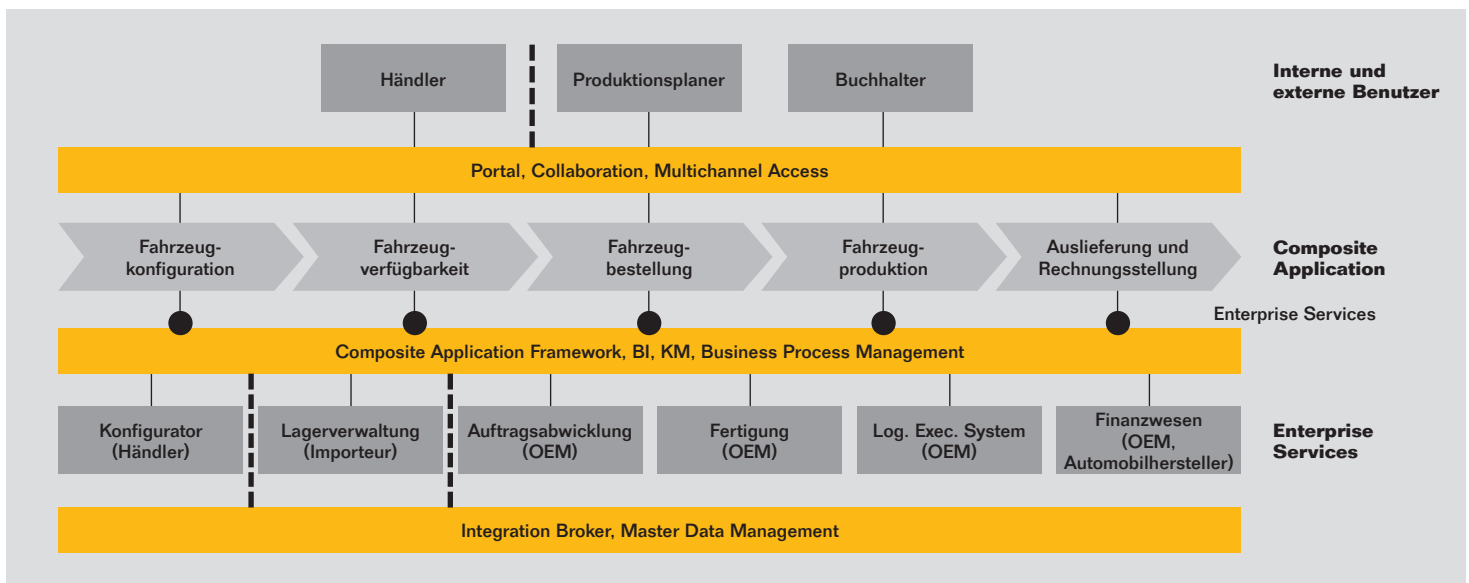 Händler
Produktionsplaner
Buchhalter
Interne und
externe Benutzer
Portal, Collaboration, Multichannel Access
Fahrzeug-
konfiguration
Fahrzeug-
verfügbarkeit
Fahrzeug-
bestellung
Fahrzeug-
produktion
Auslieferung und
Rechnungsstellung
Composite
Application
Enterprise Services
Composite Application Framework, BI, KM, Business Process Management
Konfigurator
(Händler)
Lagerverwaltung
(Importeur)
Auftragsabwicklung
(OEM)
Fertigung
(OEM)
Log. Exec. System
(OEM)
Finanzwesen
(OEM,
Automobilhersteller)
Enterprise
Services
Integration Broker, Master Data Management